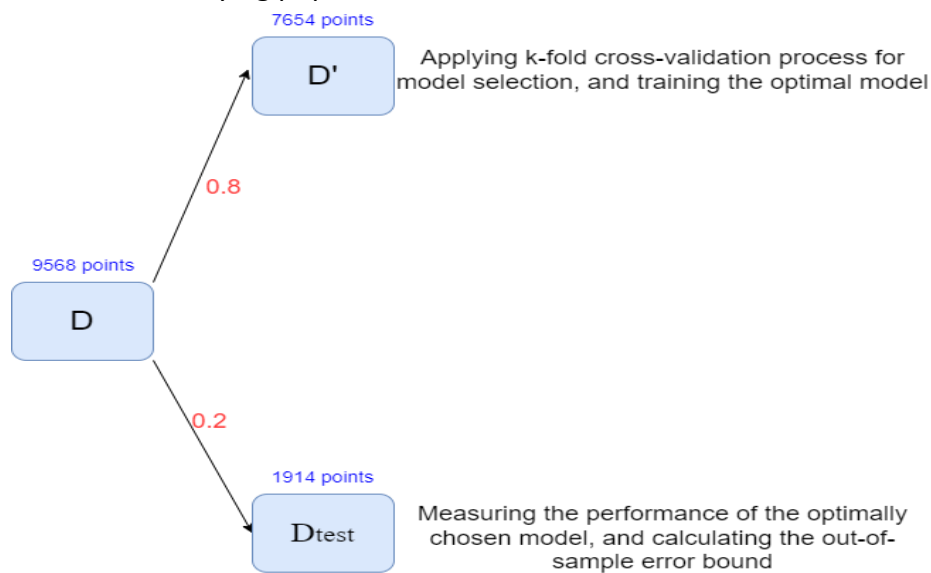 7654 points
D'
Applying k-fold cross-validation process for
model selection, and training the optimal model
0.8
9568 points
D
0.2
1914 points
Dtest
Measuring the performance of the optimally
chosen model, and calculating the out-of-
sample error bound